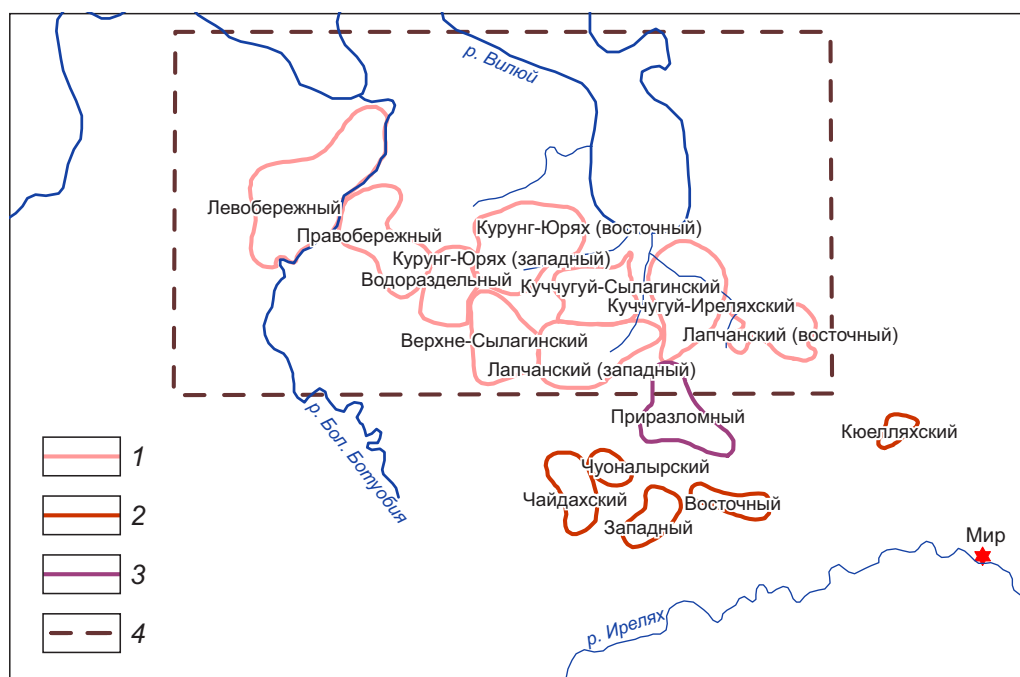 р. Вилюй
Левобережный
Правобережный
Курунг-Юрях (восточный)
Курунг-Юрях (западный)
Водораздельный
Куччугуй-Сылагинский
Куччугуй-Иреляхский
Лапчанский (восточный)
Верхне-Сылагинский
Лапчанский (западный)
р. Бол. Ботуобия
Приразломный
Кюелляхский
Чуоналырский
Чайдахский
Восточный
Западный
Мир
р. Ирелях
1
2
3
4